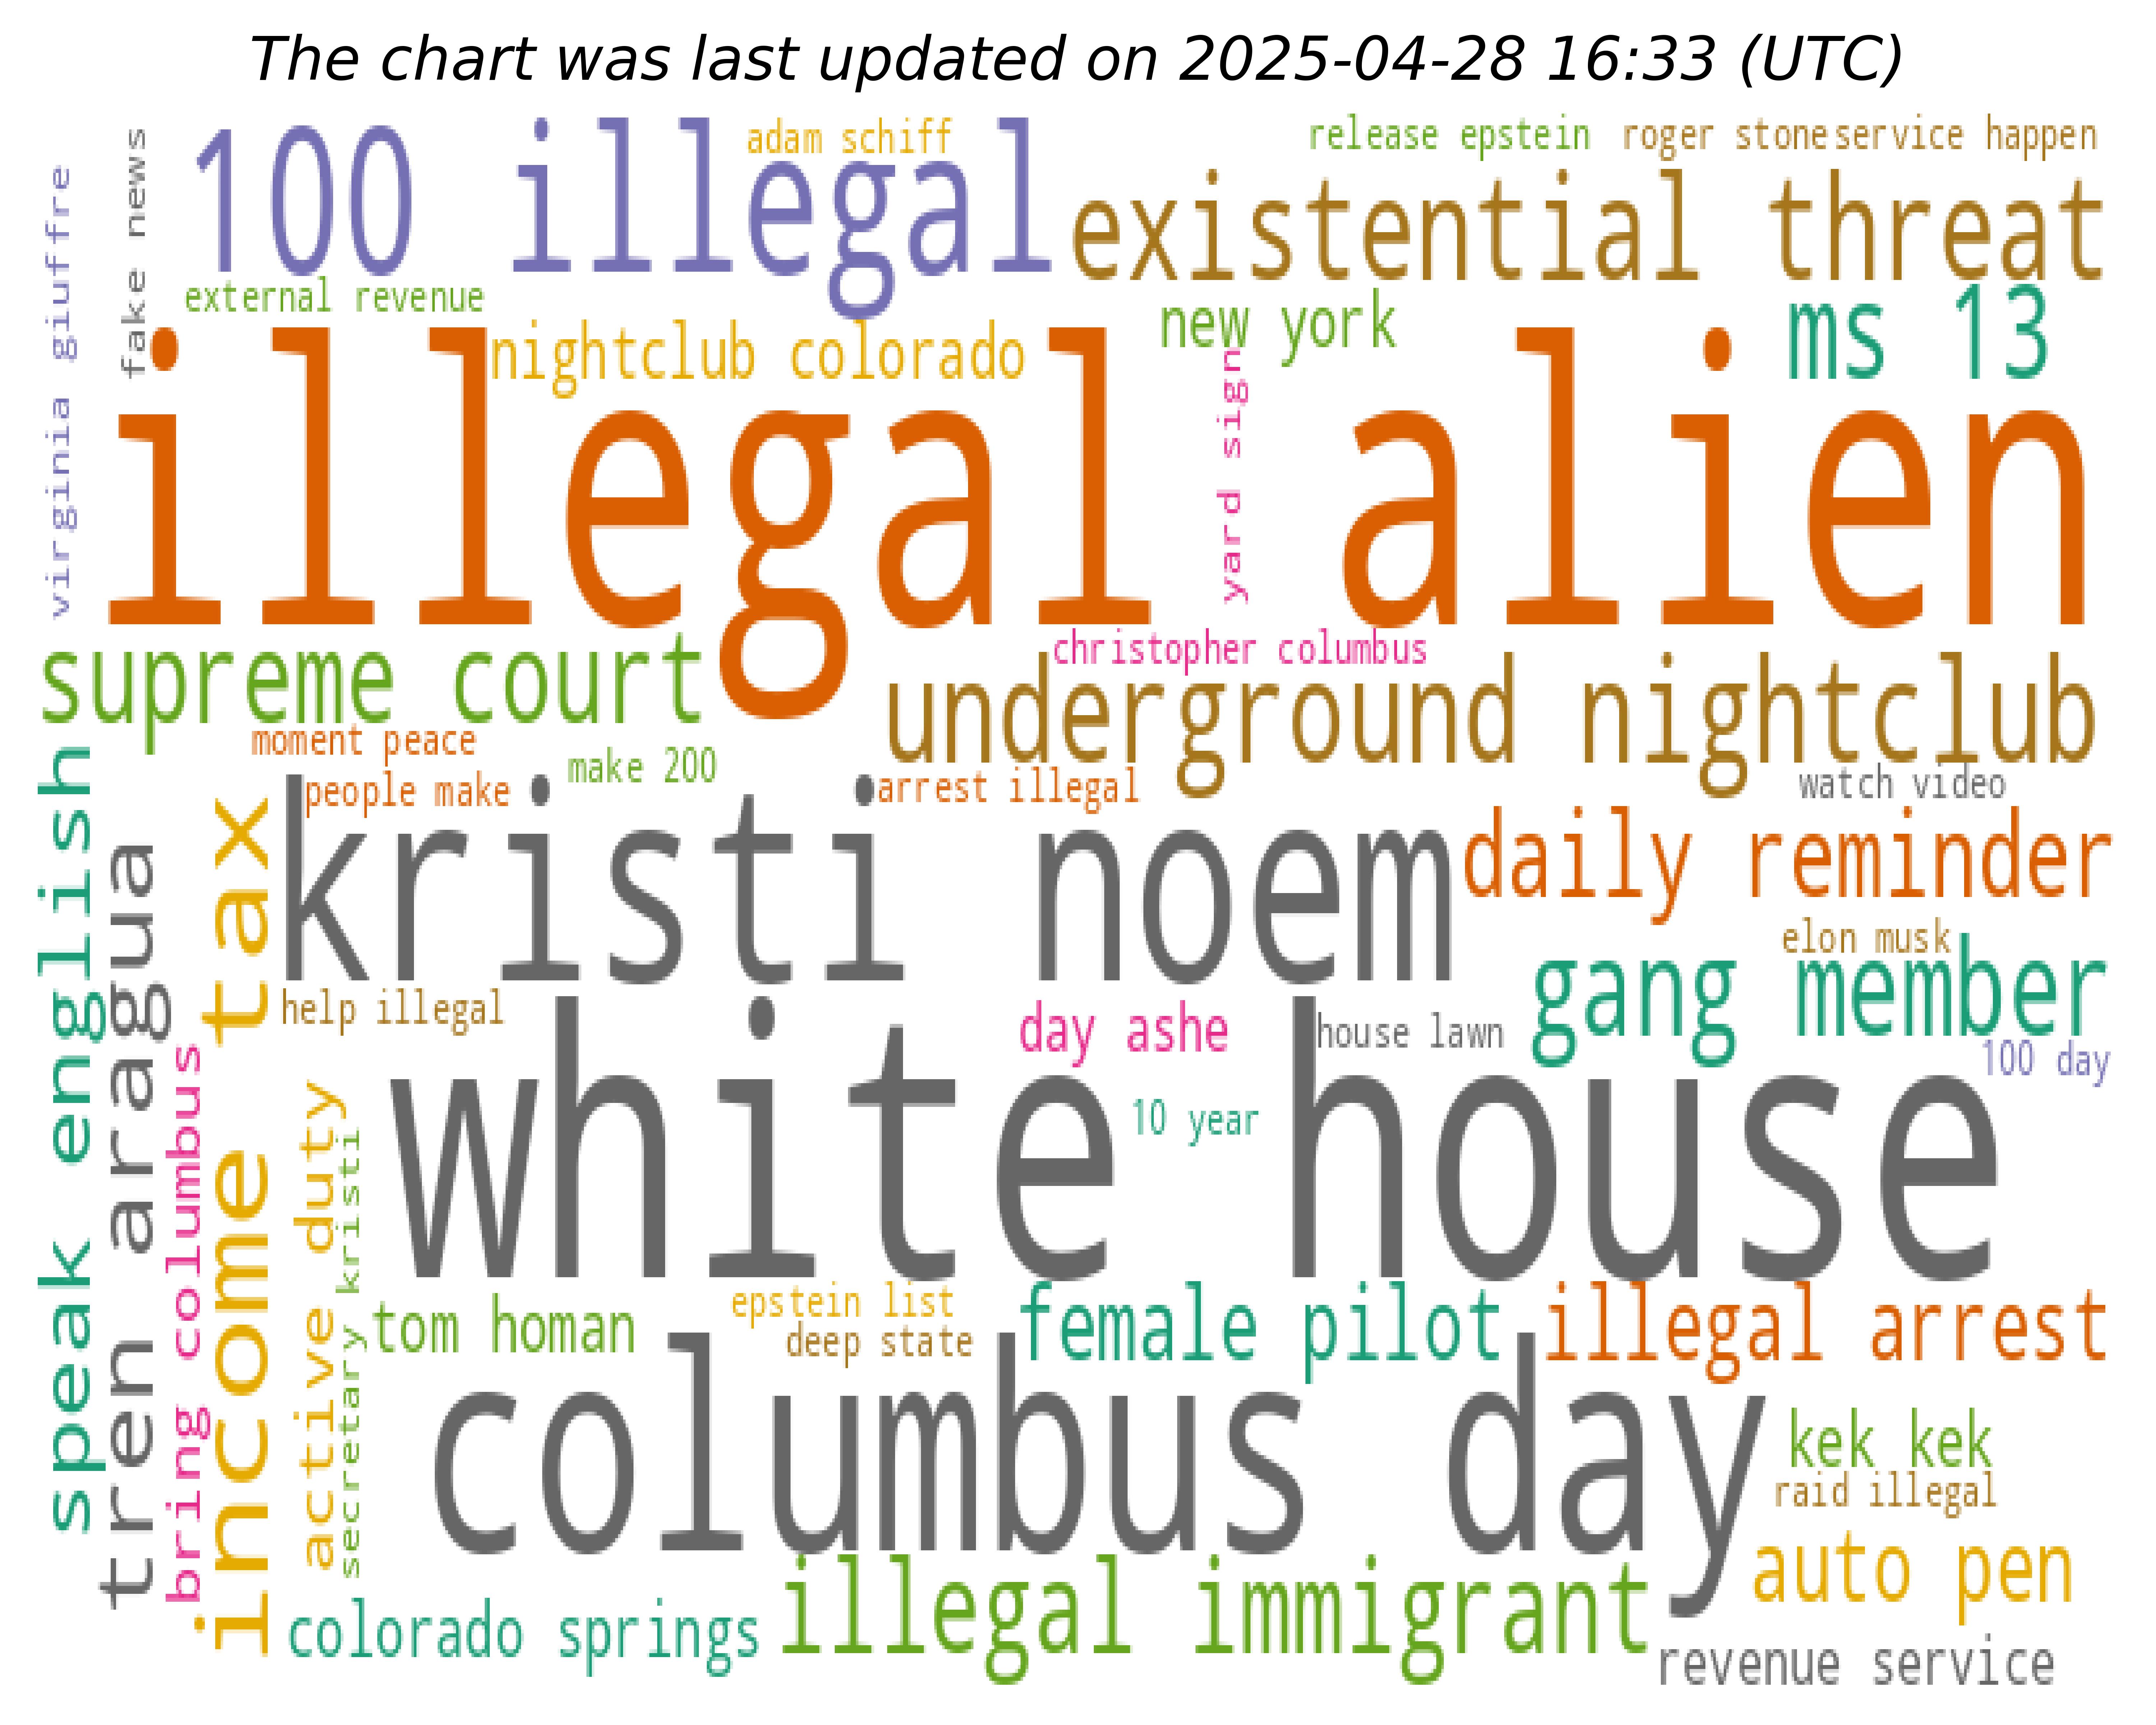 The chart was last updated on 2025-04-28 16:33 (UTC)
adam schiff
release epstein
roger stone
service happen
fake news
100 illegal
existential threat
virginia giuffre
external revenue
nightclub colorado
new york
ms 13
illegal alien
yard sign
christopher columbus
supreme court
underground nightclub
moment peace
make 200
people make
arrest illegal
watch video
speak english
tren aragua
income tax
kristi noem
daily reminder
elon musk
gang member
help illegal
day ashe
house lawn
100 day
bring columbus
active duty
secretary kristi
white house
10 year
tom homan
epstein list
deep state
female pilot
illegal arrest
columbus day
kek kek
raid illegal
auto pen
colorado springs
illegal immigrant
revenue service